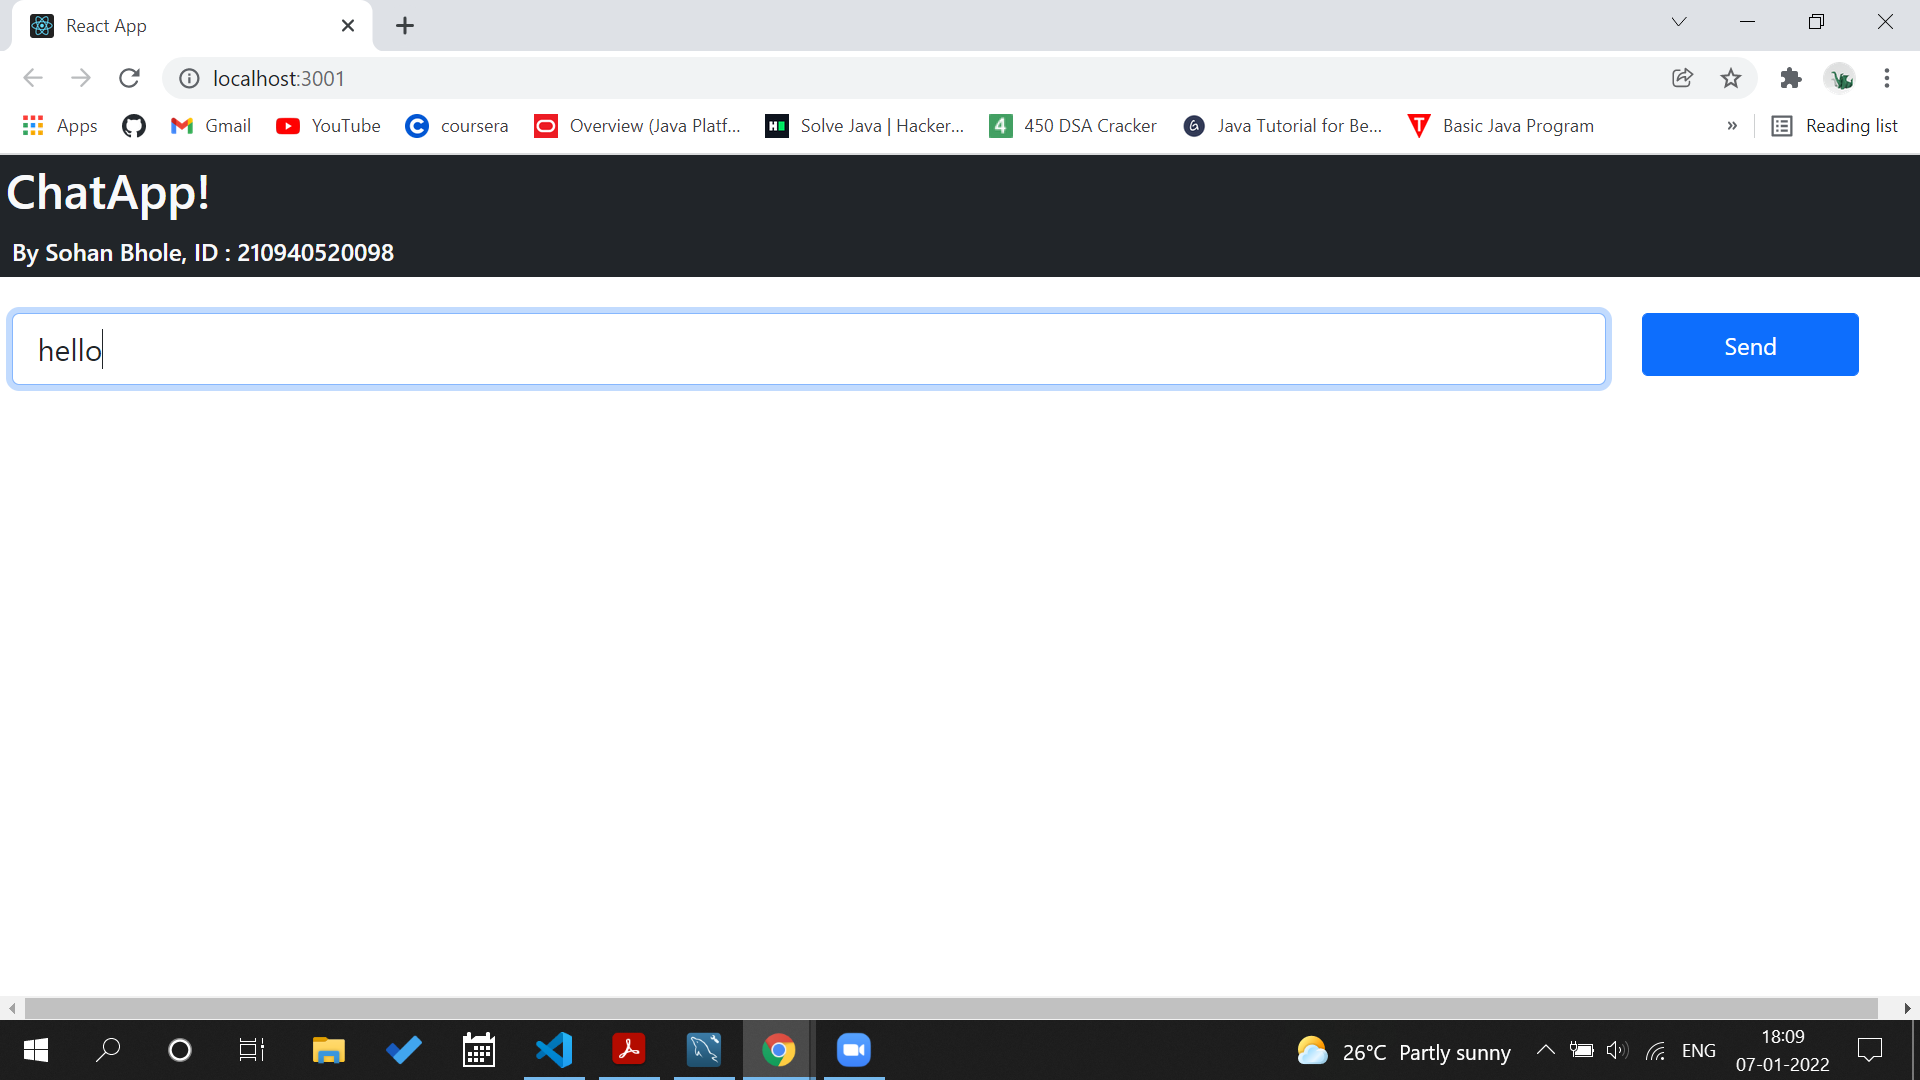 React App
localhost:3001
Apps
Gmail
YouTube
coursera
Overview (Java Platf...
Solve Java | Hacker...
4
450 DSA Cracker
Java Tutorial for Be...
Basic Java Program
»
Reading list
ChatApp!
By Sohan Bhole, ID : 210940520098
hello
Send
26°C Partly sunny
ENG
18:09
07-01-2022